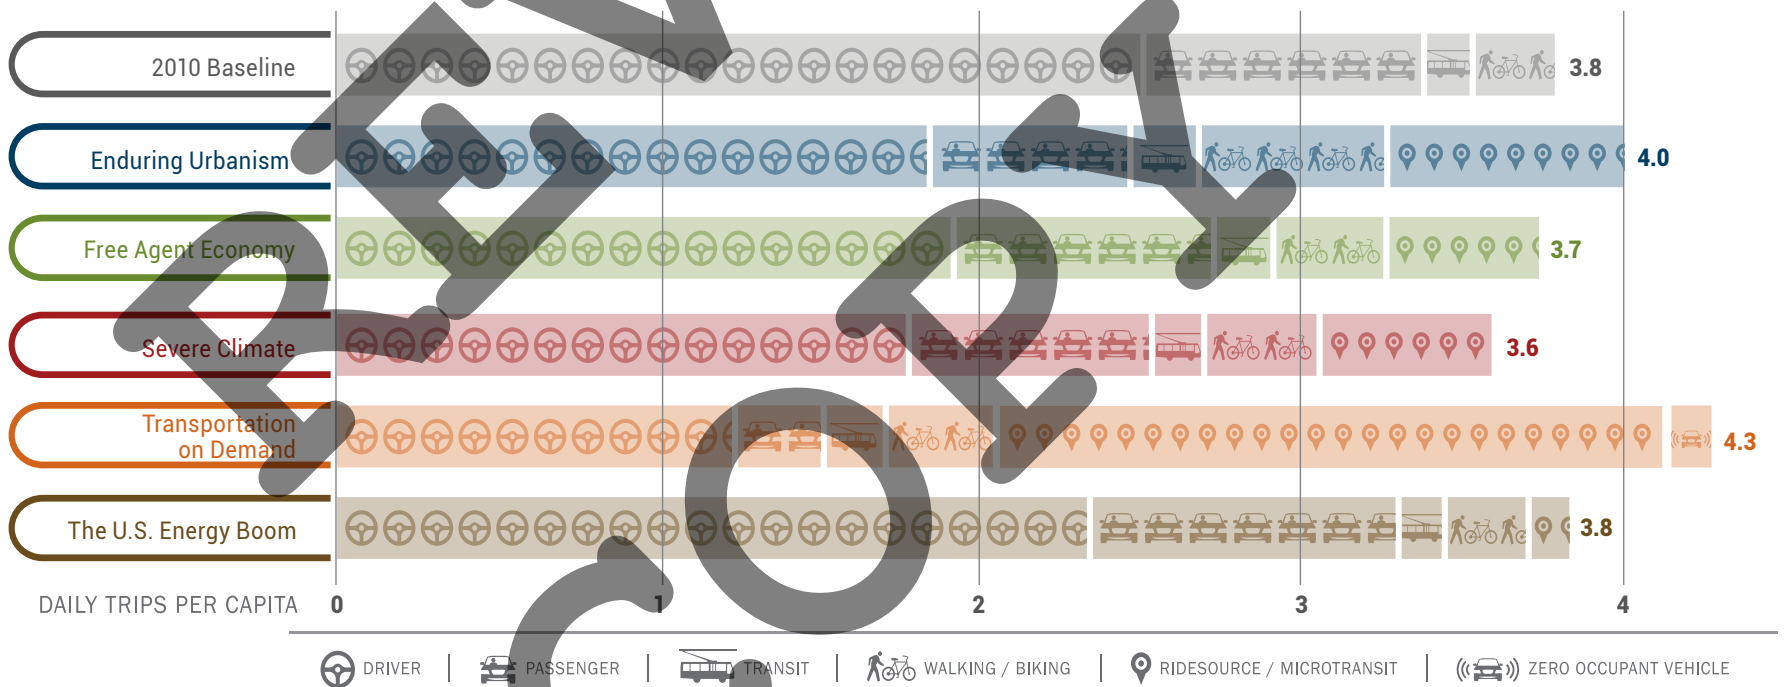 2010 Baseline
3.8
Enduring Urbanism
4.0
Free Agent Economy
3.7
Severe Climate
3.6
Transportation
on Demand
4.3
The U.S. Energy Boom
3.8
DAILY TRIPS PER CAPITA 0 1 2 3 4
DRIVER | PASSENGER | TRANSIT | WALKING / BIKING | RIDESOURCE / MICROTRANSIT | ZERO OCCUPANT VEHICLE
COPY